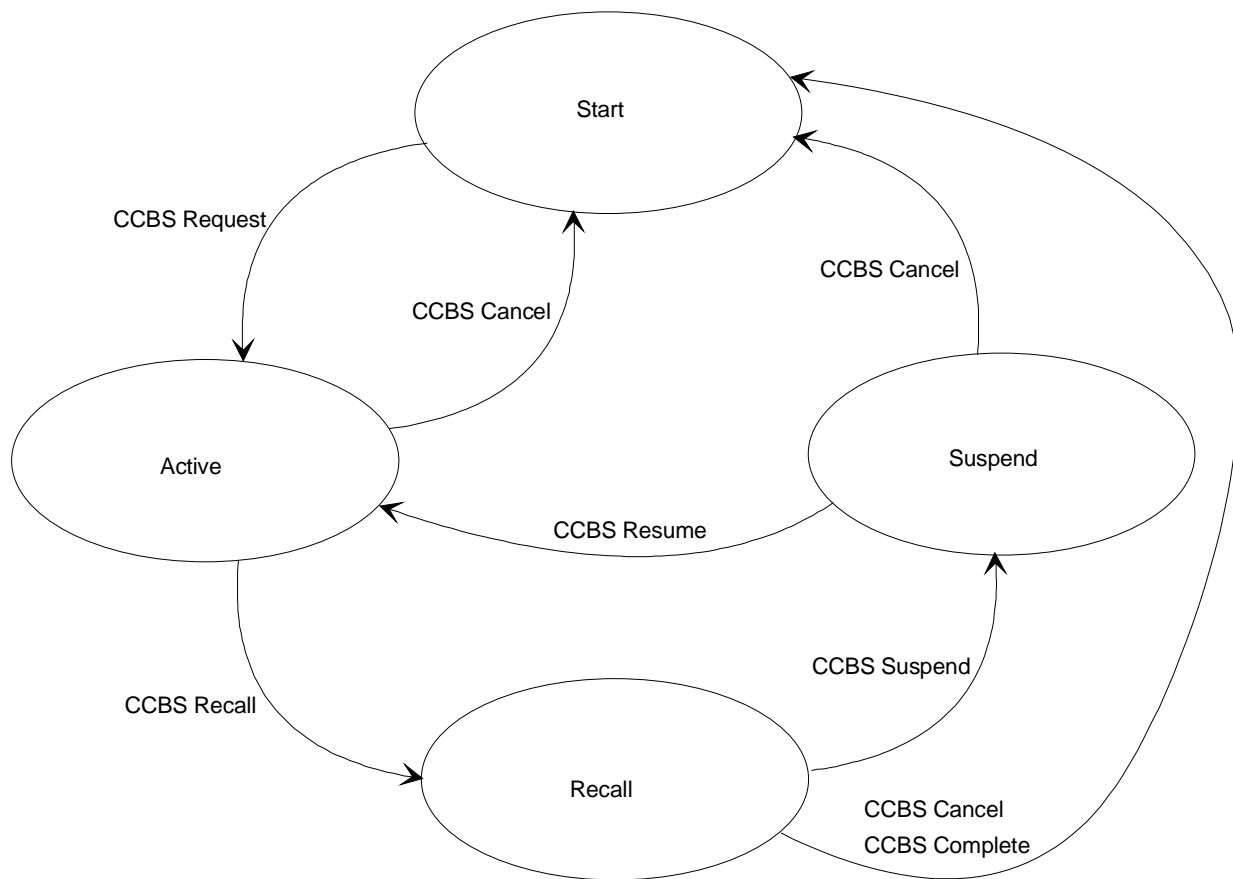 Start
CCBS Request
CCBS Cancel
CCBS Cancel
Active
Suspend
CCBS Resume
CCBS Suspend
CCBS Recall
Recall
CCBS Cancel
CCBS Complete